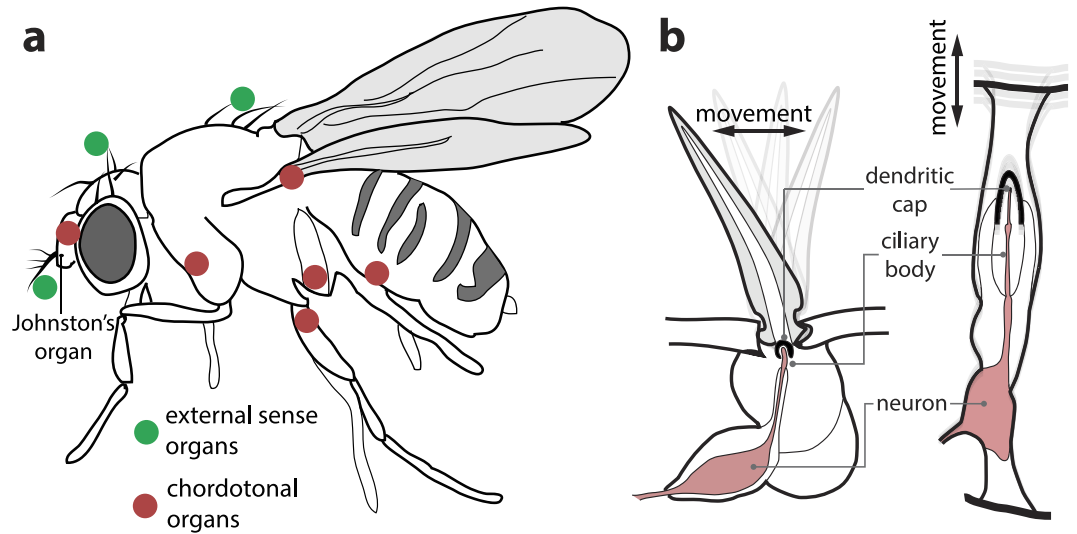 a
Johnston's
organ
external sense
organs
chordotonal
organs
b
movement
movement
dendritic
cap
ciliary
body
neuron